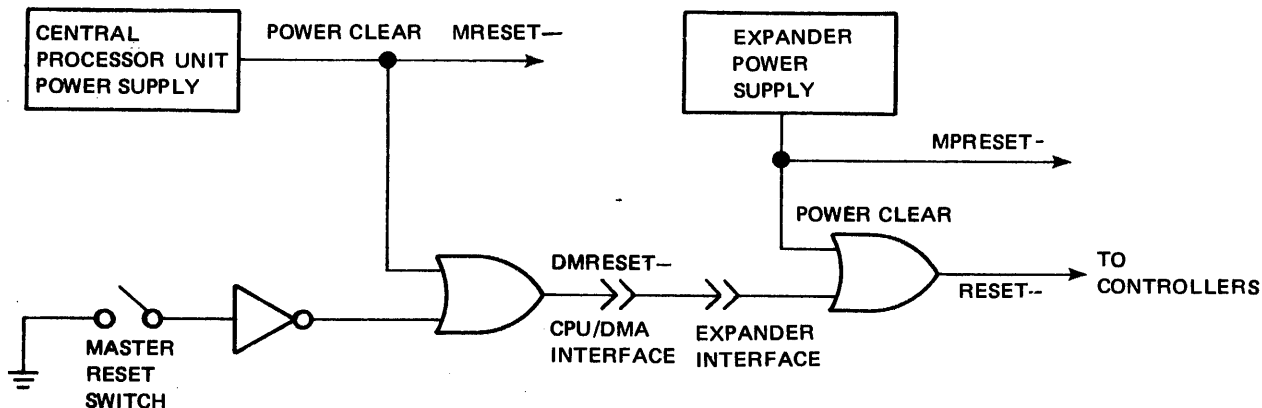 CENTRAL
PROCESSOR UNIT
POWER SUPPLY
POWER CLEAR
MRESET—
EXPANDER
POWER
SUPPLY
MPRESET-
POWER CLEAR
DMRESET—
CPU/DMA
INTERFACE
EXPANDER
INTERFACE
RESET--
TO
CONTROLLERS
MASTER
RESET
SWITCH